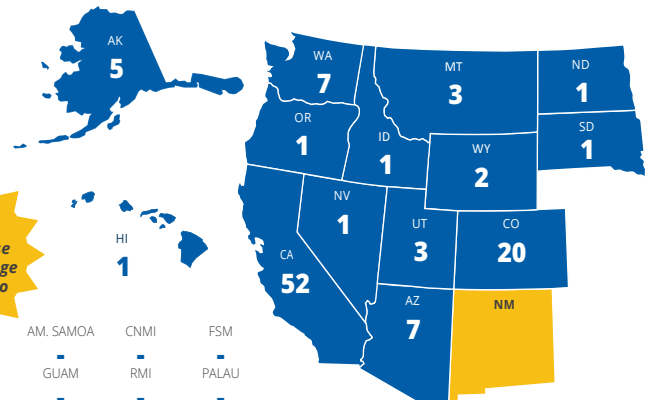 AK
5
WA
7
MT
3
ND
1
OR
1
ID
1
SD
1
WY
2
NV
1
UT
3
CO
20
HI
1
CA
52
AZ
7
NM
ge
o
AM. SAMOA CNMI FSM
- - -
GUAM RMI PALAU
- - -